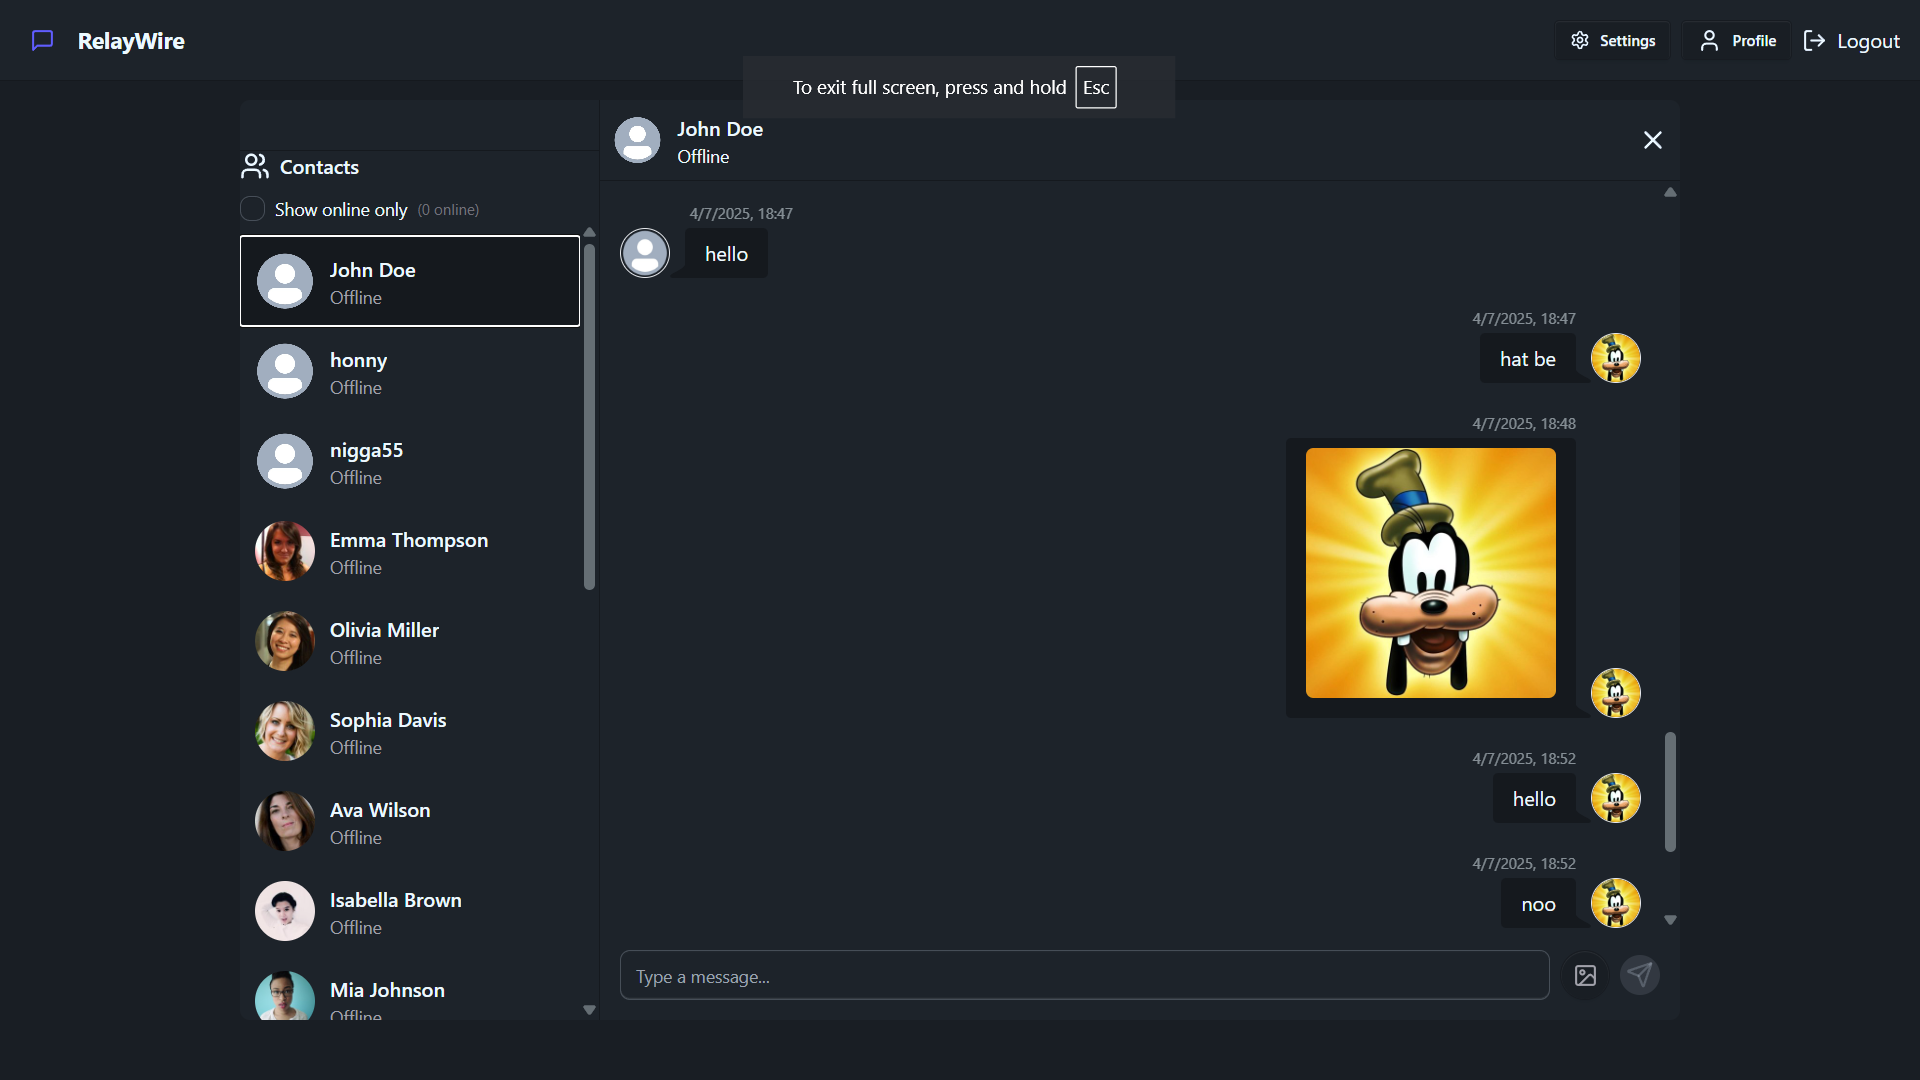 RelayWire
Settings
Profile
Logout
To exit full screen, press and hold Esc
Contacts
Show online only (0 online)
John Doe
Offline
honny
Offline
nigga55
Offline
Emma Thompson
Offline
Olivia Miller
Offline
Sophia Davis
Offline
Ava Wilson
Offline
Isabella Brown
Offline
Mia Johnson
Offline
John Doe
Offline
4/7/2025, 18:47
hello
4/7/2025, 18:47
hat be
4/7/2025, 18:48
4/7/2025, 18:52
hello
4/7/2025, 18:52
noo
Type a message...